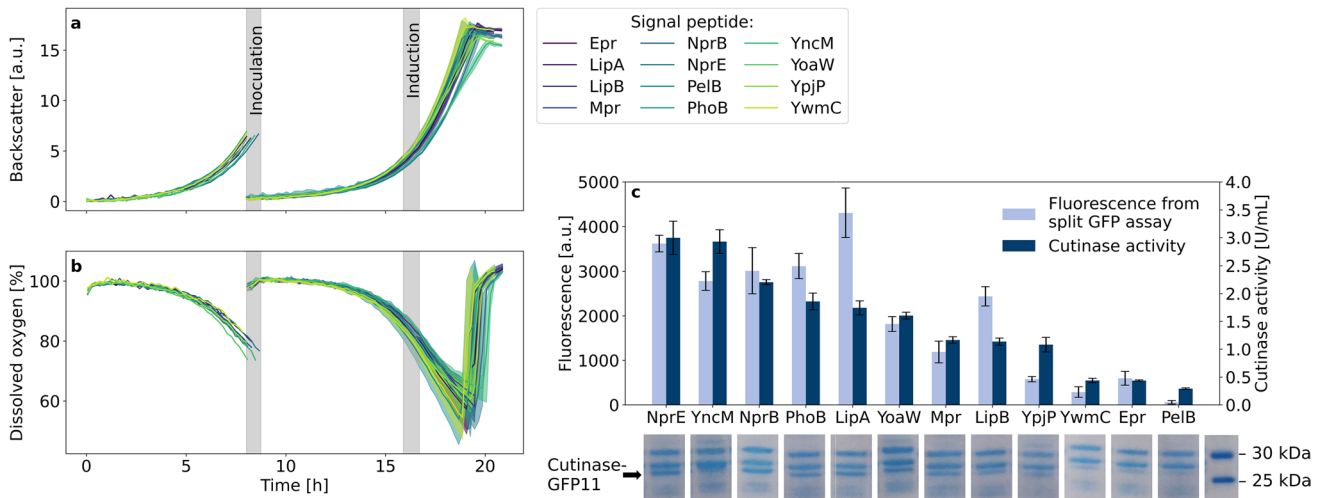 a
Backscatter [a.u.]
15
10
5
0
Inoculation
Induction
Signal peptide:
Epr NprB YncM
LipA NprE YoaW
LipB PelB YpjP
Mpr PhoB YwmC
b
Dissolved oxygen [%]
100
80
60
0 5 10 15 20
Time [h]
c
Fluorescence [a.u.]
5000
4000
3000
2000
1000
0
Fluorescence from
split GFP assay
Cutinase activity
4.0
3.5
3.0
2.5
2.0
1.5
1.0
0.5
0.0
Cutinase activity [U/mL]
NprE YncM NprB PhoB LipA YoaW Mpr LipB YpjP YwmC Epr PelB
Cutinase-
GFP11
– 30 kDa
– 25 kDa